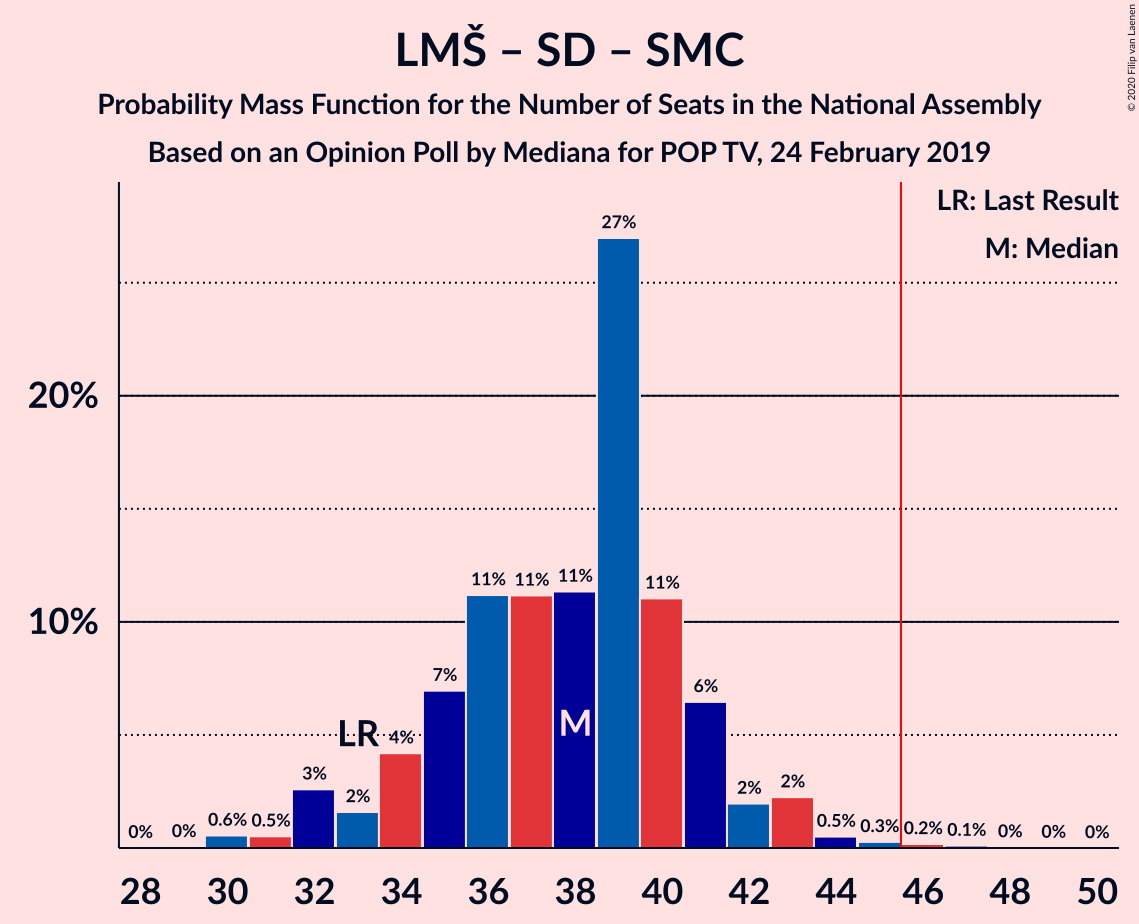 LMŠ – SD – SMC
Probability Mass Function for the Number of Seats in the National Assembly
Based on an Opinion Poll by Mediana for POP TV, 24 February 2019
© 2020 Filip van Laenen
LR: Last Result
M: Median
27%
20%
11% 11% 11% 11%
10%
7%
6%
M
LR 4%
3%
2%
2%
2%
0% 0% 0.6% 0.5% 0.5% 0.3% 0.2% 0.1% 0% 0% 0%
28 30 32 34 36 38 40 42 44 46 48 50